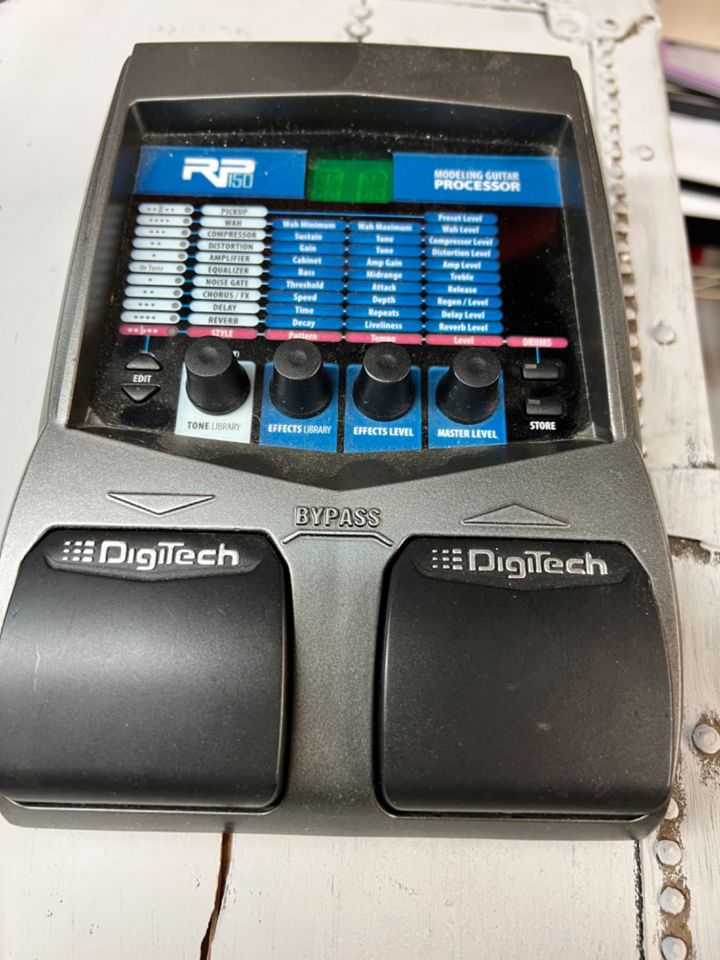 RP150
MODELING GUITAR
PROCESSOR
PICKUP Preset Level
WAH Wah Minimum Wah Maximum Wah Level
COMPRESSOR Sustain Tone Compressor Level
DISTORTION Gain Tone Distortion Level
AMPLIFIER Cabinet Amp Gain Amp Level
In Tune EQUALIZER Bass Midrange Treble
NOISE GATE Threshold Attack Release
CHORUS / FX Speed Depth Regen / Level
DELAY Time Repeats Delay Level
REVERB Decay Liveliness Reverb Level
STYLE Pattern Tempo Level DRUMS
EDIT
TONE LIBRARY EFFECTS LIBRARY EFFECTS LEVEL MASTER LEVEL STORE
BYPASS
DigiTech DigiTech